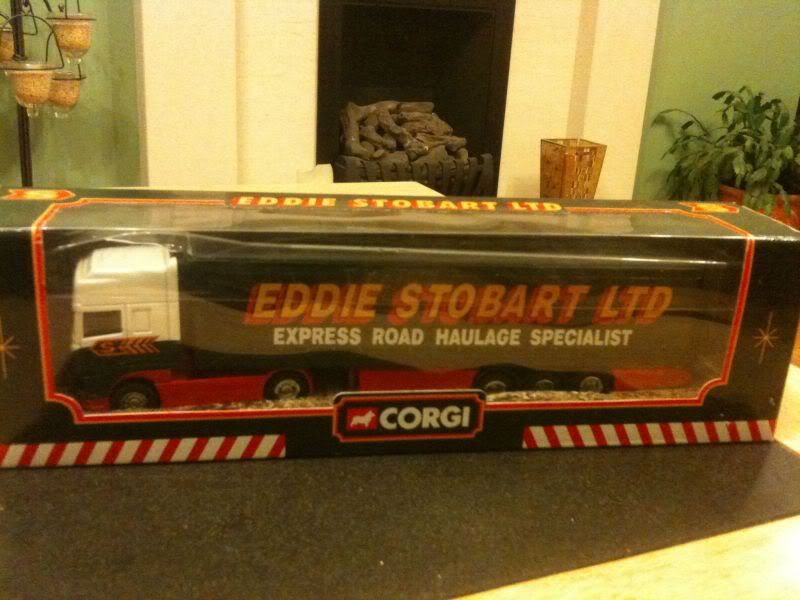 EDDIE STOBART LTD
EDDIE STOBART LTD
EXPRESS ROAD HAULAGE SPECIALIST
S
CORGI